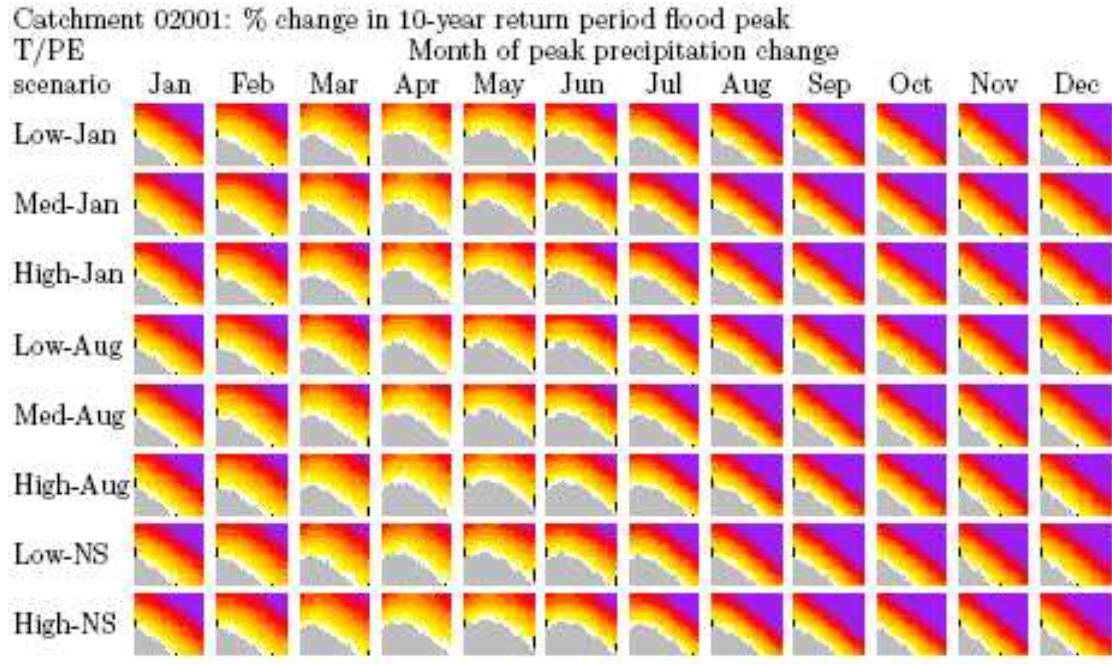 Catchment 02001: % change in 10-year return period flood peak
T/PE Month of peak precipitation change
scenario Jan Feb Mar Apr May Jun Jul Aug Sep Oct Nov Dec
Low-Jan
Med-Jan
High-Jan
Low-Aug
Med-Aug
High-Aug
Low-NS
High-NS